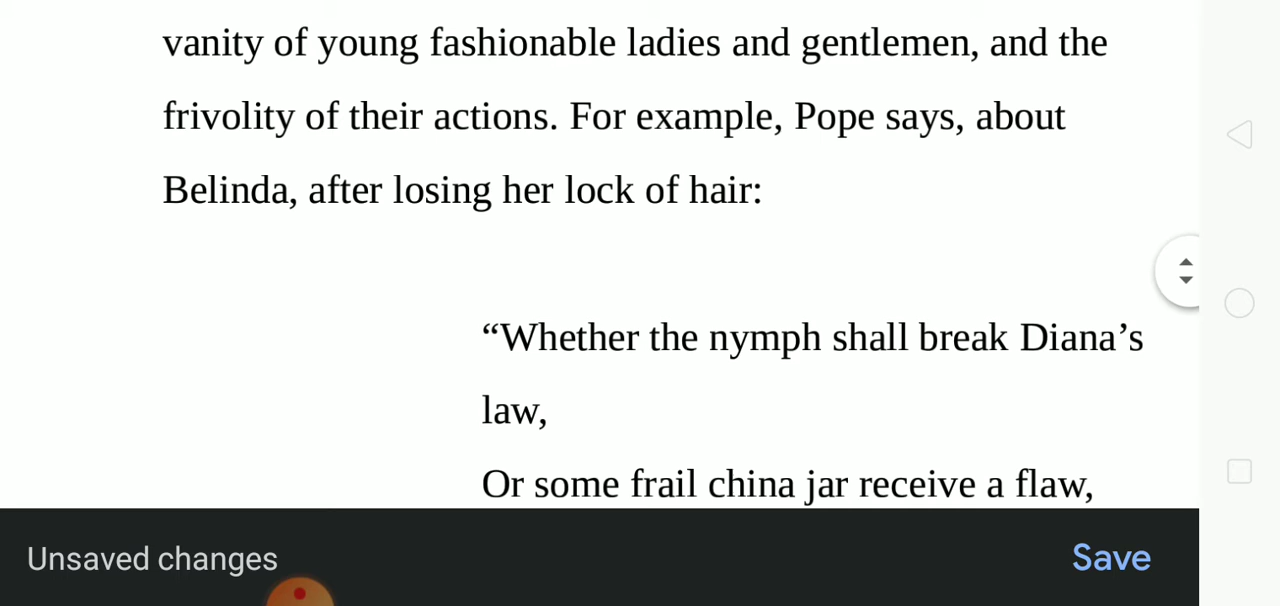 vanity of young fashionable ladies and gentlemen, and the
frivolity of their actions. For example, Pope says, about
Belinda, after losing her lock of hair:
“Whether the nymph shall break Diana’s
law,
Or some frail china jar receive a flaw,
Unsaved changes
Save